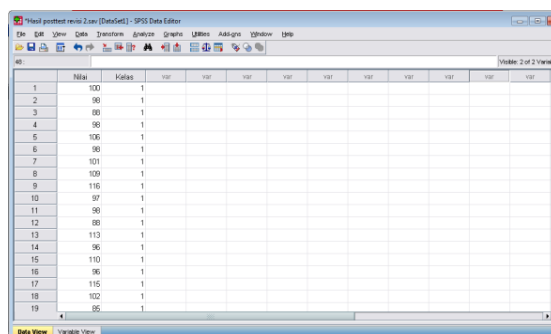 *Hasil posttest revisi 2.sav [DataSet1] - SPSS Data Editor
File Edit View Data Transform Analyze Graphs Utilities Add-ons Window Help
48 : Visible: 2 of 2 Varia
Nilai Kelas var var var var var var var var
1 100 1
2 98 1
3 88 1
4 98 1
5 106 1
6 98 1
7 101 1
8 109 1
9 116 1
10 97 1
11 98 1
12 88 1
13 113 1
14 96 1
15 110 1
16 96 1
17 115 1
18 102 1
19 85 1
Data View Variable View